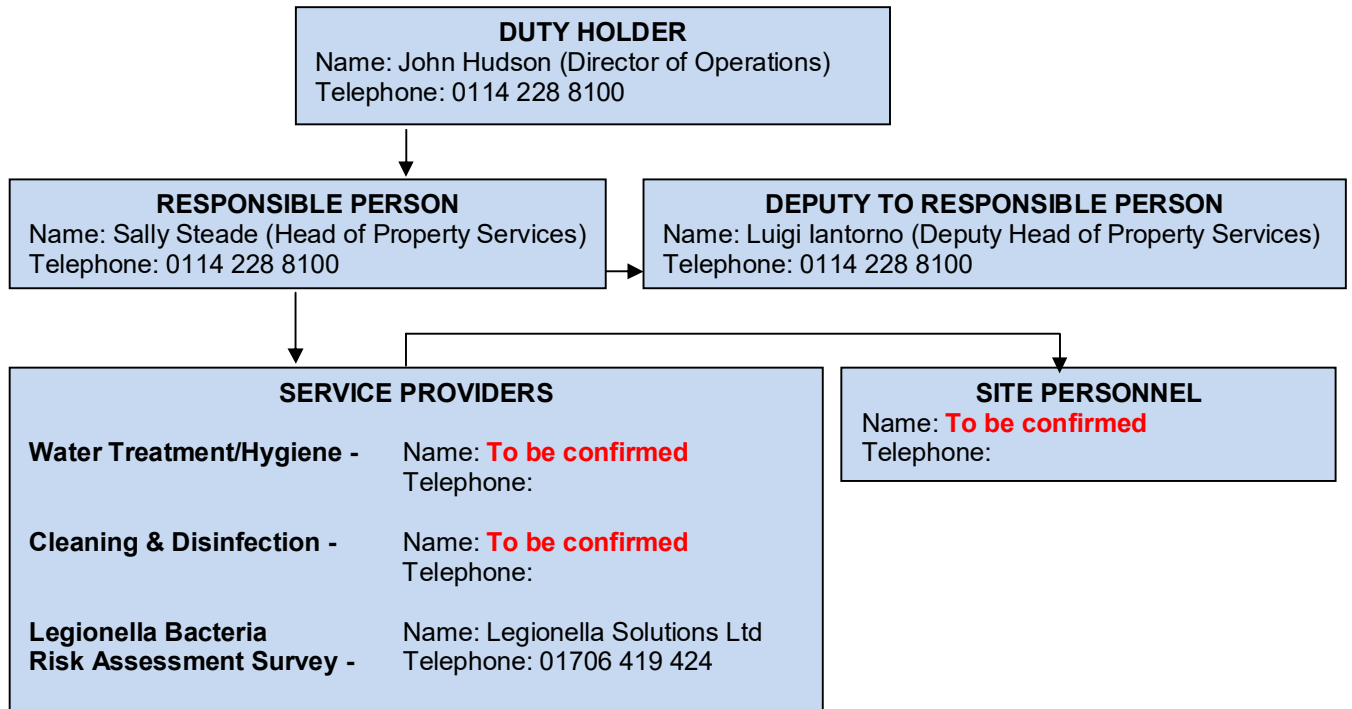 DUTY HOLDER
Name: John Hudson (Director of Operations)
Telephone: 0114 228 8100
RESPONSIBLE PERSON
Name: Sally Steade (Head of Property Services)
Telephone: 0114 228 8100
DEPUTY TO RESPONSIBLE PERSON
Name: Luigi Iantorno (Deputy Head of Property Services)
Telephone: 0114 228 8100
SERVICE PROVIDERS
Water Treatment/Hygiene - Name: To be confirmed
Telephone:
Cleaning & Disinfection - Name: To be confirmed
Telephone:
Legionella Bacteria Name: Legionella Solutions Ltd
Risk Assessment Survey - Telephone: 01706 419 424
SITE PERSONNEL
Name: To be confirmed
Telephone: